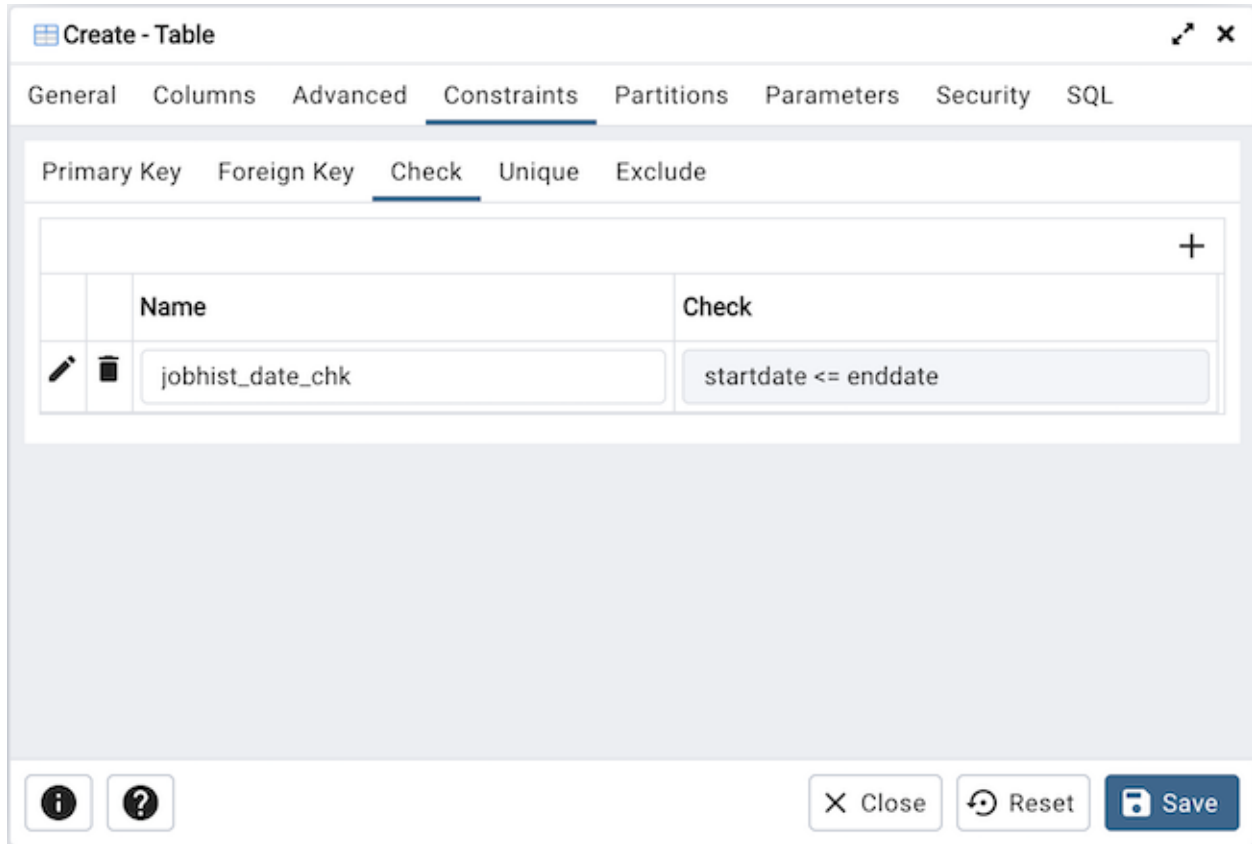 Create - Table
General Columns Advanced Constraints Partitions Parameters Security SQL
Primary Key Foreign Key Check Unique Exclude
Name Check
jobhist_date_chk startdate <= enddate
Close Reset Save